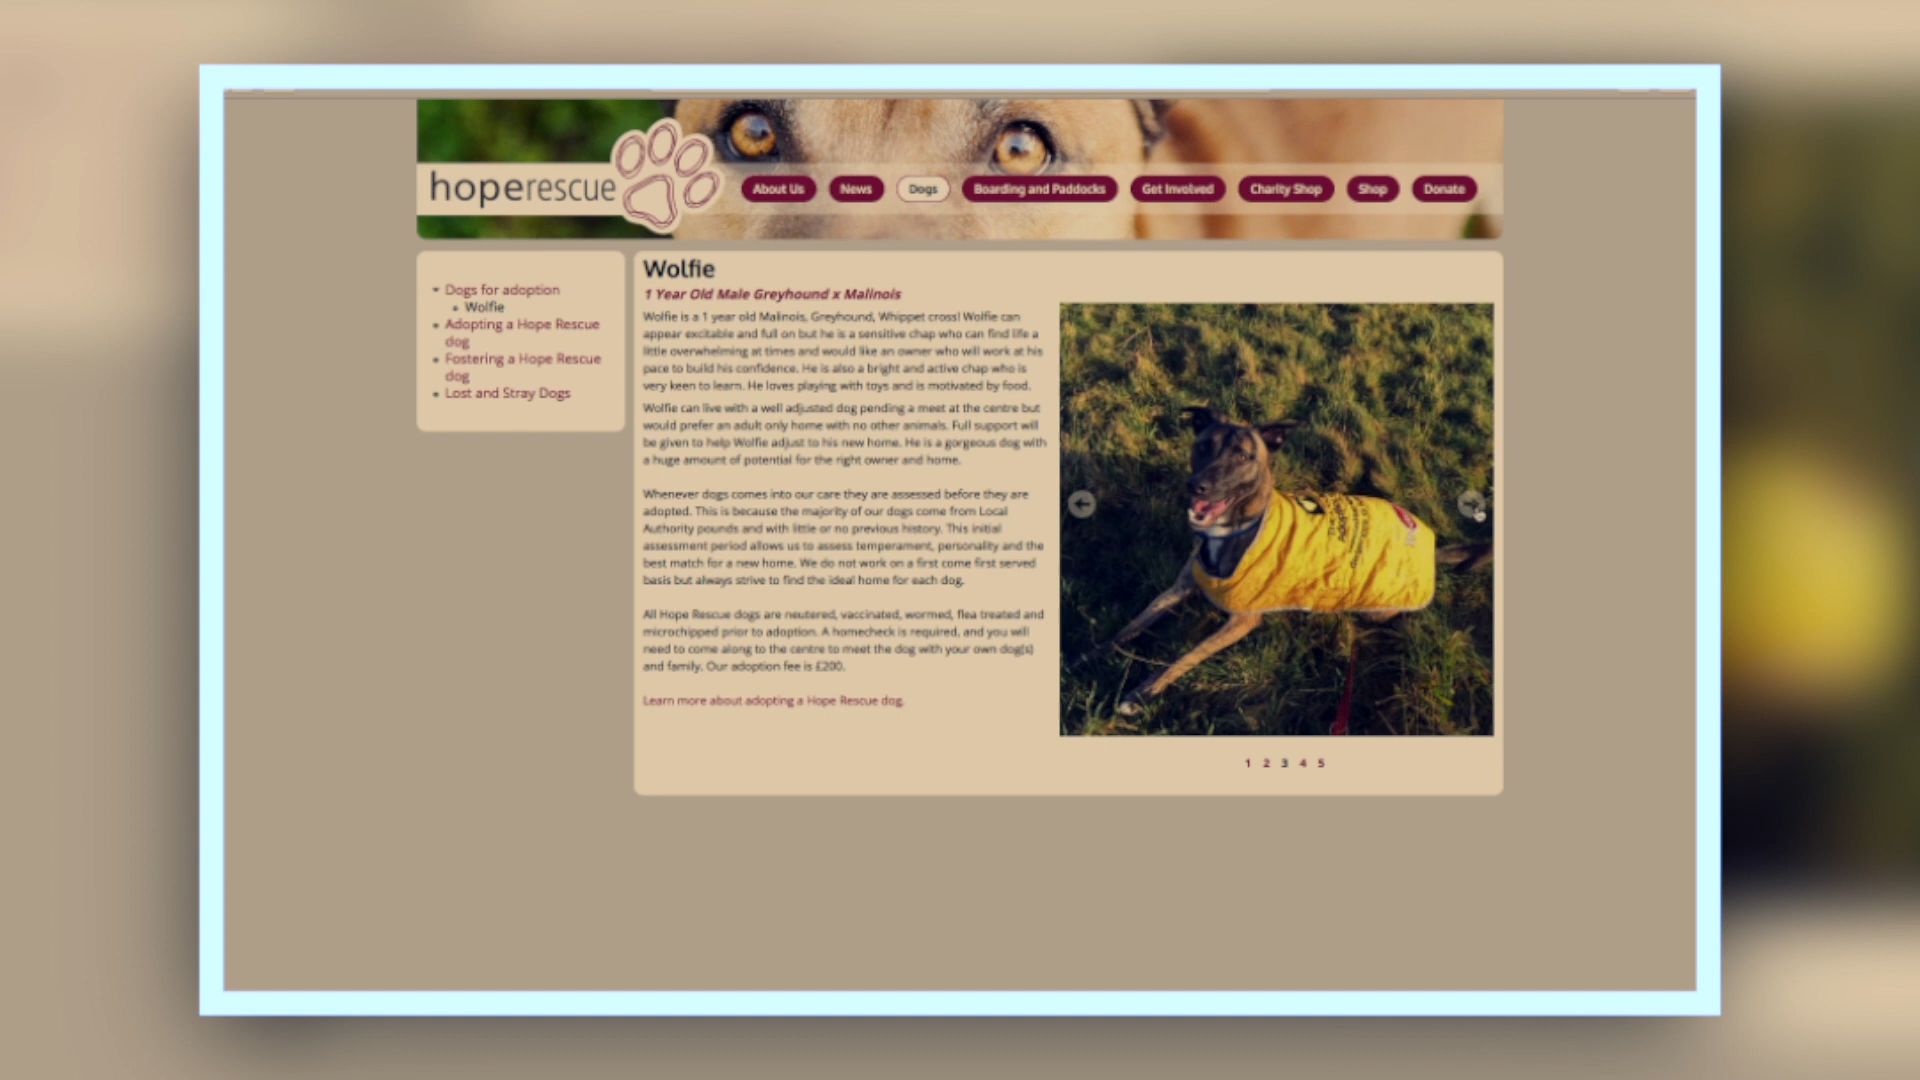 hoperescue
About Us News Dogs Boarding and Paddocks Get Involved Charity Shop Shop Donate
Dogs for adoption
Wolfie
Adopting a Hope Rescue
dog
Fostering a Hope Rescue
dog
Lost and Stray Dogs
Wolfie
1 Year Old Male Greyhound x Malinois
Wolfie is a 1 year old Malinois, Greyhound, Whippet cross! Wolfie can
appear excitable and full on but he is a sensitive chap who can find life a
little overwhelming at times and would like an owner who will work at his
pace to build his confidence. He is also a bright and active chap who is
very keen to learn. He loves playing with toys and is motivated by food.
Wolfie can live with a well adjusted dog pending a meet at the centre but
would prefer an adult only home with no other animals. Full support will
be given to help Wolfie adjust to his new home. He is a gorgeous dog with
a huge amount of potential for the right owner and home.
Whenever dogs comes into our care they are assessed before they are
adopted. This is because the majority of our dogs come from Local
Authority pounds and with little or no previous history. This initial
assessment period allows us to assess temperament, personality and the
best match for a new home. We do not work on a first come first served
basis but always strive to find the ideal home for each dog.
All Hope Rescue dogs are neutered, vaccinated, wormed, flea treated and
microchipped prior to adoption. A homecheck is required, and you will
need to come along to the centre to meet the dog with your own dog(s)
and family. Our adoption fee is £200.
Learn more about adopting a Hope Rescue dog.
1 2 3 4 5